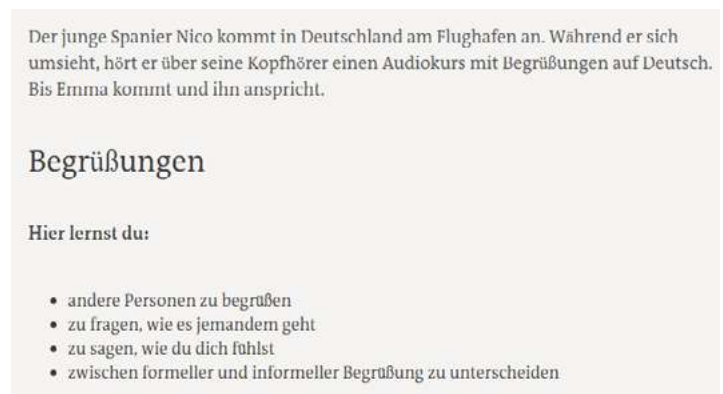 Der junge Spanier Nico kommt in Deutschland am Flughafen an. Während er sich
umsieht, hört er über seine Kopfhörer einen Audiokurs mit Begrüßungen auf Deutsch.
Bis Emma kommt und ihn anspricht.
Begrüßungen
Hier lernst du:
• andere Personen zu begrüßen
• zu fragen, wie es jemandem geht
• zu sagen, wie du dich fühlst
• zwischen formeller und informeller Begrüßung zu unterscheiden